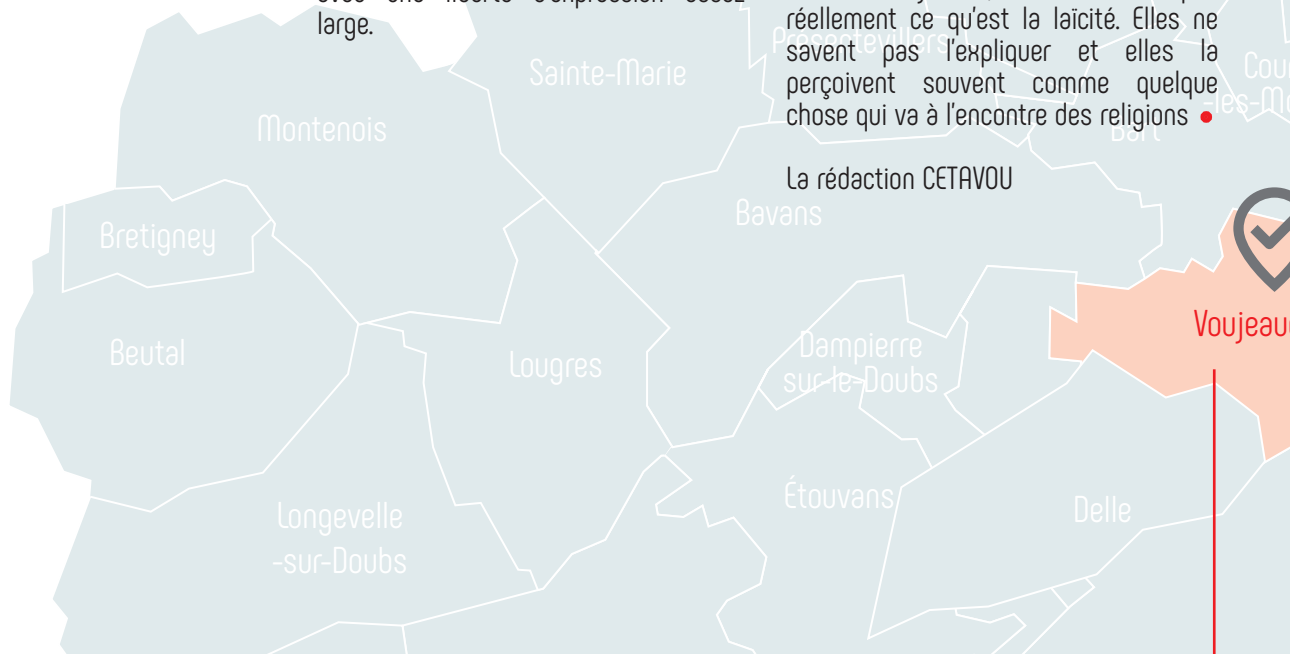 large.
réellement ce qu'est la laïcité. Elles ne
savent pas l'expliquer et elles la
perçoivent souvent comme quelque
chose qui va à l'encontre des religions •
La rédaction CETAVOU
Présentevillers
Sainte-Marie
Montenois
Bart
Bavans
Bretigney
Beutal
Lougres
Dampierre
sur-le-Doubs
Étouvans
Delle
Longevelle
-sur-Doubs